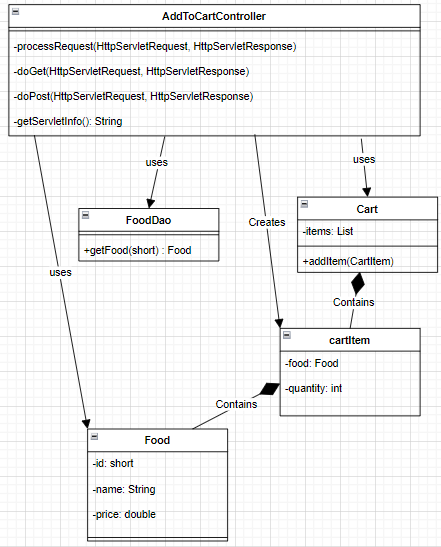 AddToCartController
-processRequest(HttpServletRequest, HttpServletResponse)
-doGet(HttpServletRequest, HttpServletResponse)
-doPost(HttpServletRequest, HttpServletResponse)
-getServletInfo(): String
uses
uses
FoodDao
+getFood(short) : Food
Creates
Cart
-items: List
+addItem(CartItem)
uses
Contains
cartItem
-food: Food
-quantity: int
Contains
Food
-id: short
-name: String
-price: double